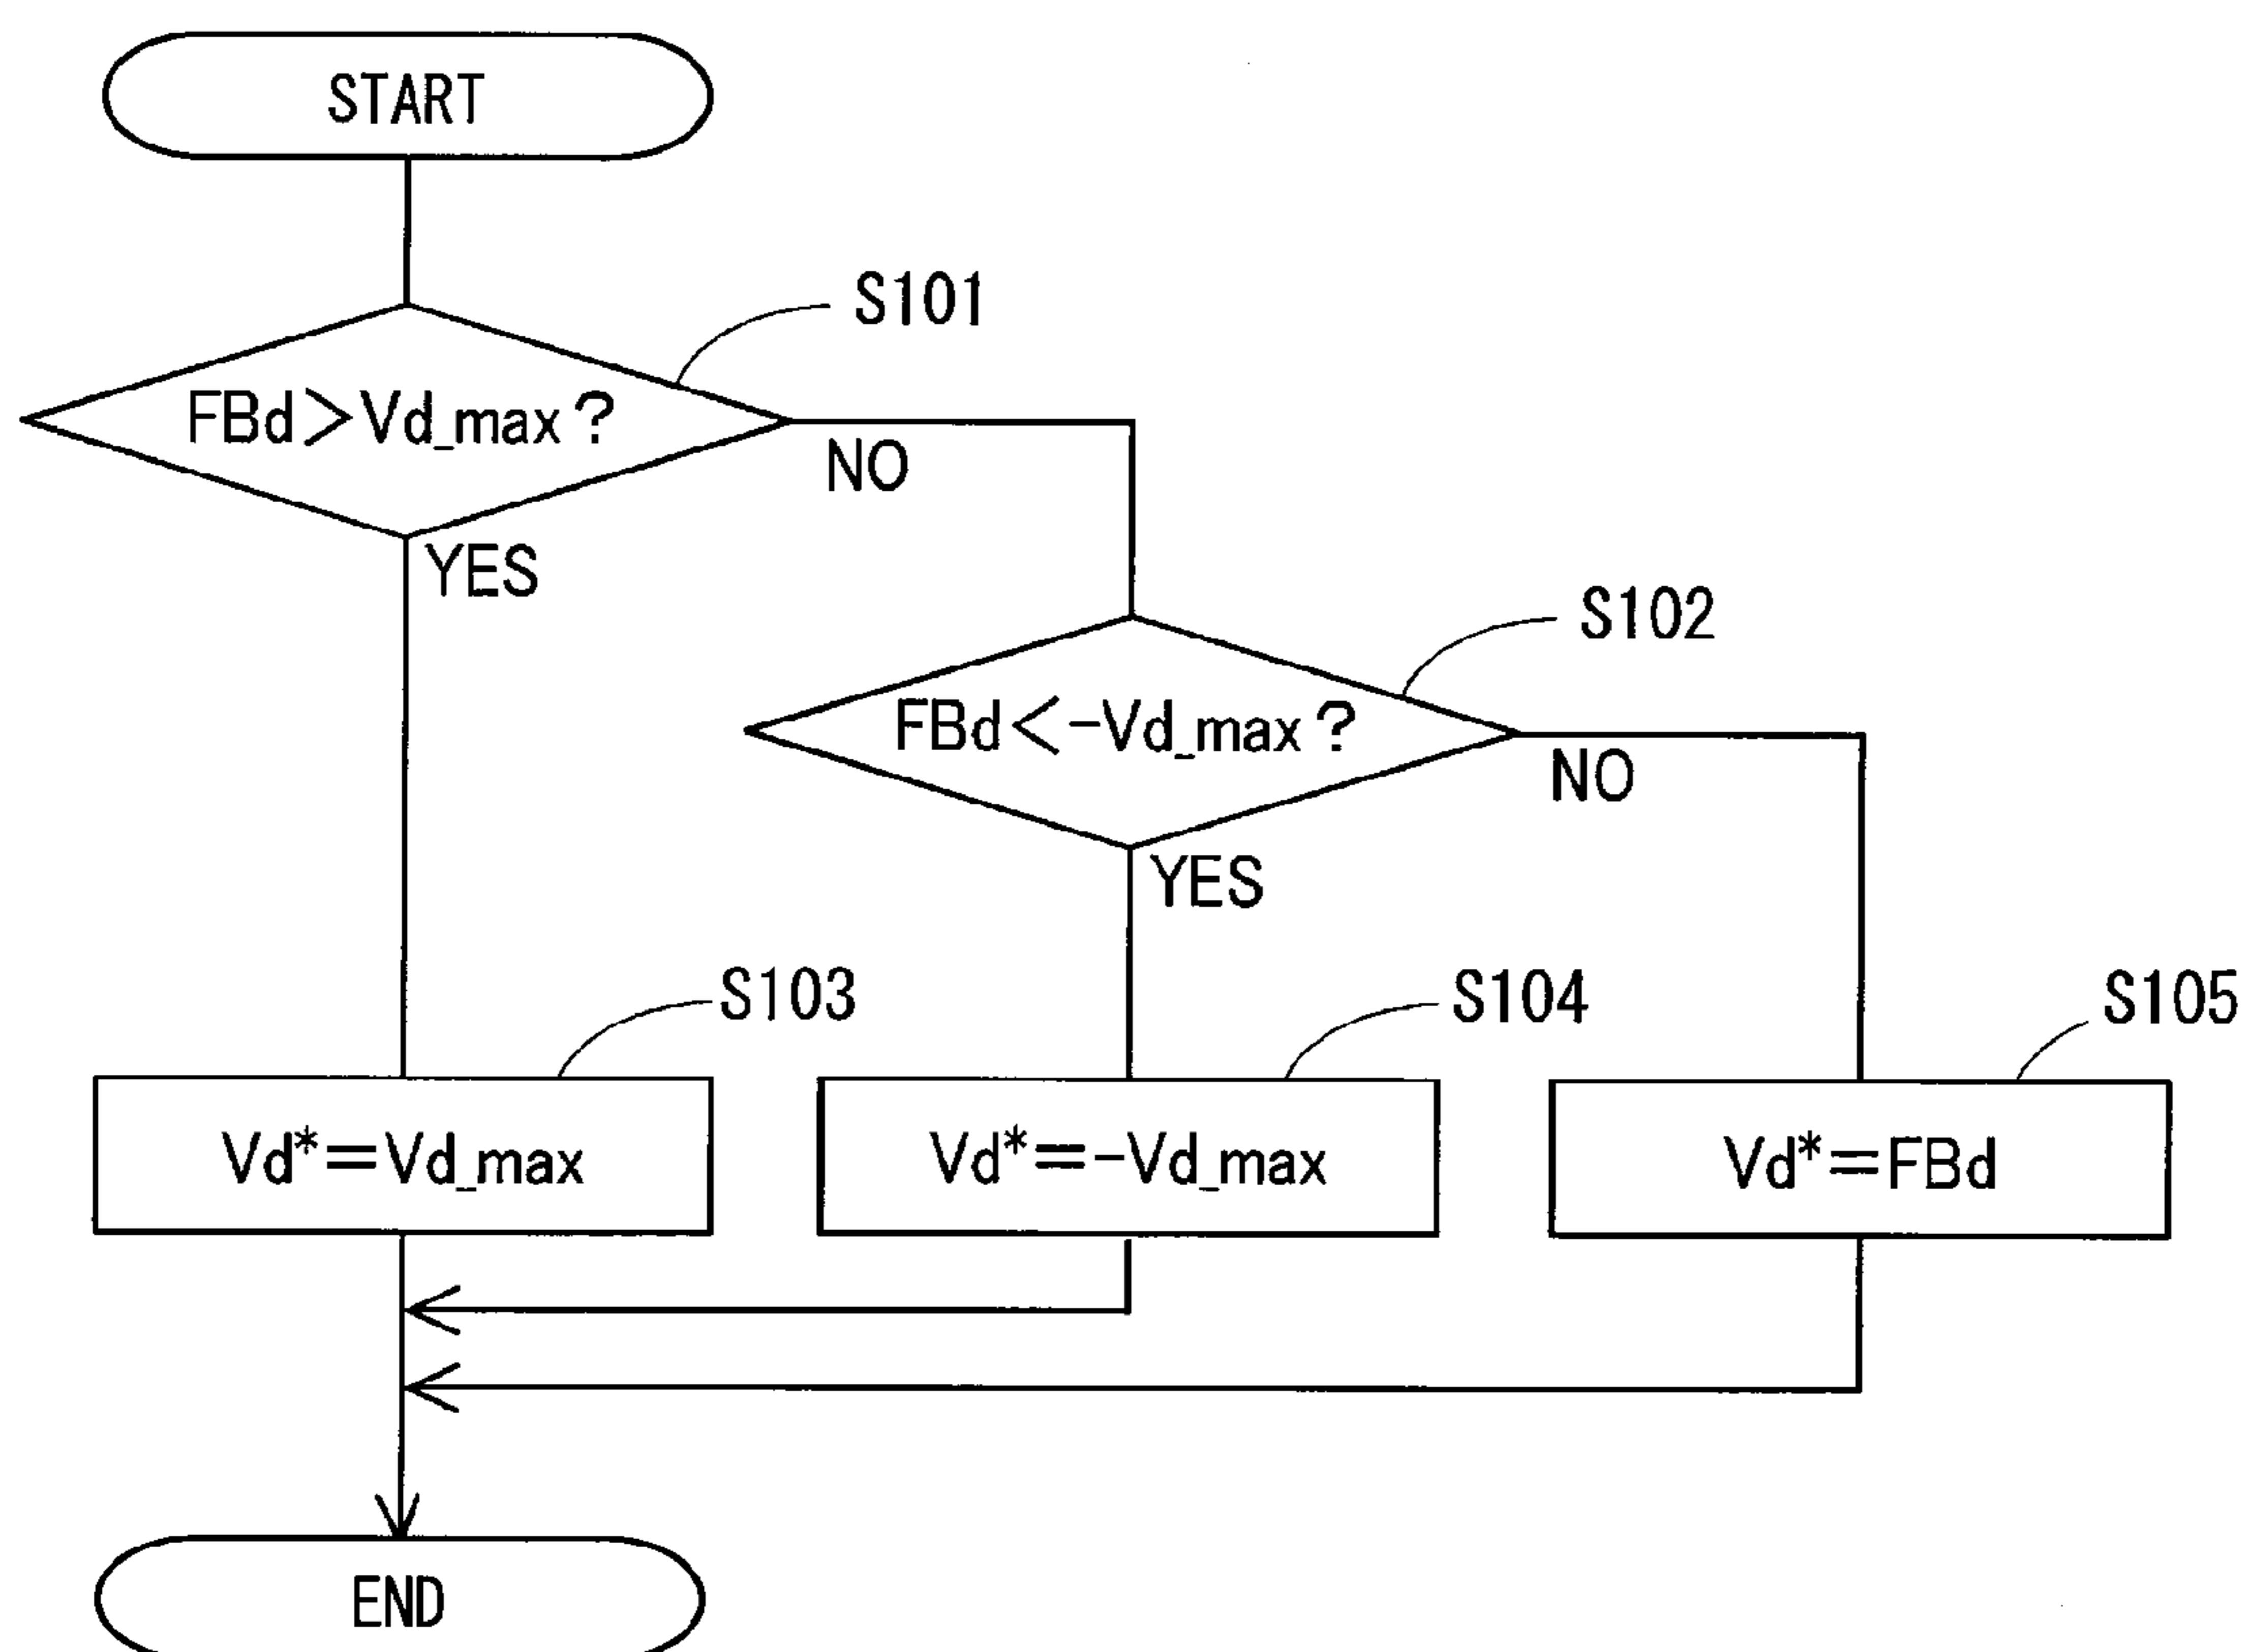 START
S101
FBd>Vd_max?
NO
YES
S102
FBd<-Vd_max?
NO
YES
S103
S104
S105
Vd*=Vd_max
Vd*=-Vd_max
Vd*=FBd
END